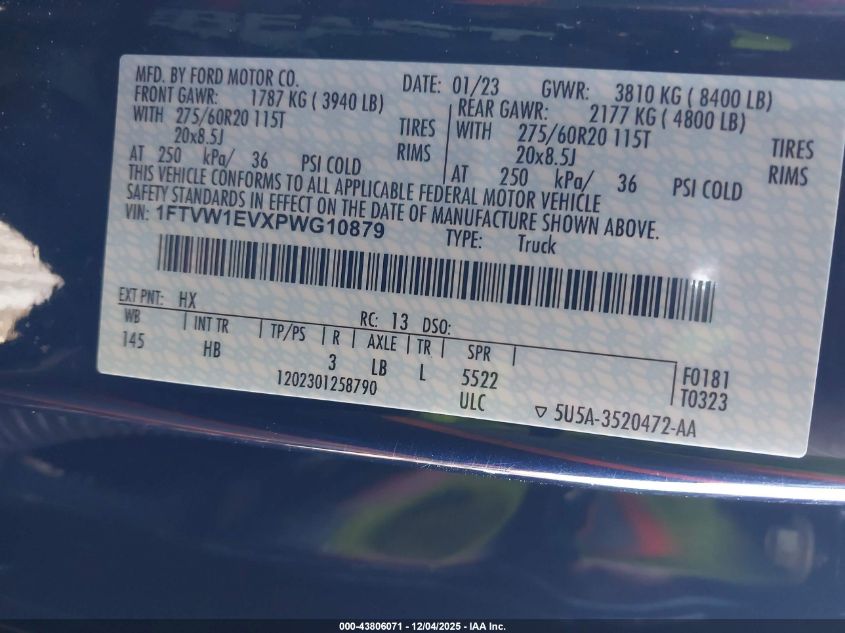 MFD. BY FORD MOTOR CO. DATE: 01/23 GVWR: 3810 KG ( 8400 LB)
FRONT GAWR: 1787 KG ( 3940 LB) REAR GAWR: 2177 KG ( 4800 LB)
WITH 275/60R20 115T TIRES WITH 275/60R20 115T TIRES
20x8.5J RIMS 20x8.5J RIMS
AT 250 kPa/ 36 PSI COLD AT 250 kPa/ 36 PSI COLD
THIS VEHICLE CONFORMS TO ALL APPLICABLE FEDERAL MOTOR VEHICLE
SAFETY STANDARDS IN EFFECT ON THE DATE OF MANUFACTURE SHOWN ABOVE.
VIN: 1FTVW1EVXPWG10879 TYPE: Truck
EXT PNT: HX RC: 13 DSO:
WB INT TR TP/PS R AXLE TR SPR
145 HB 3 LB L 5522 F0181
1202301258790 ULC T0323
▽ 5U5A-3520472-AA
000-43806071 - 12/04/2025 - IAA Inc.